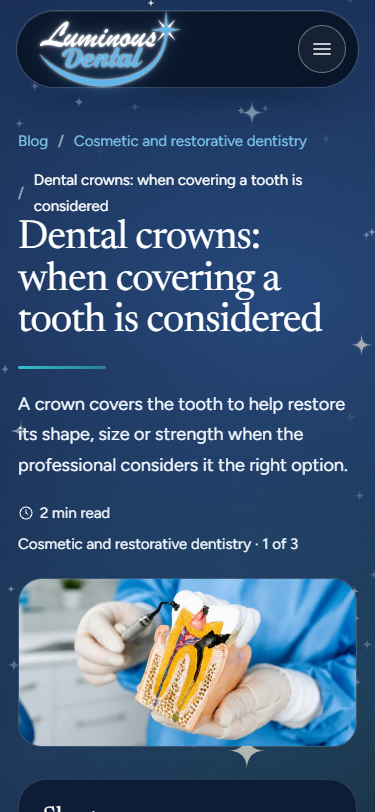 Luminous
Dental
Blog / Cosmetic and restorative dentistry
/ Dental crowns: when covering a tooth is
considered
Dental crowns:
when covering a
tooth is considered
A crown covers the tooth to help restore
its shape, size or strength when the
professional considers it the right option.
2 min read
Cosmetic and restorative dentistry · 1 of 3